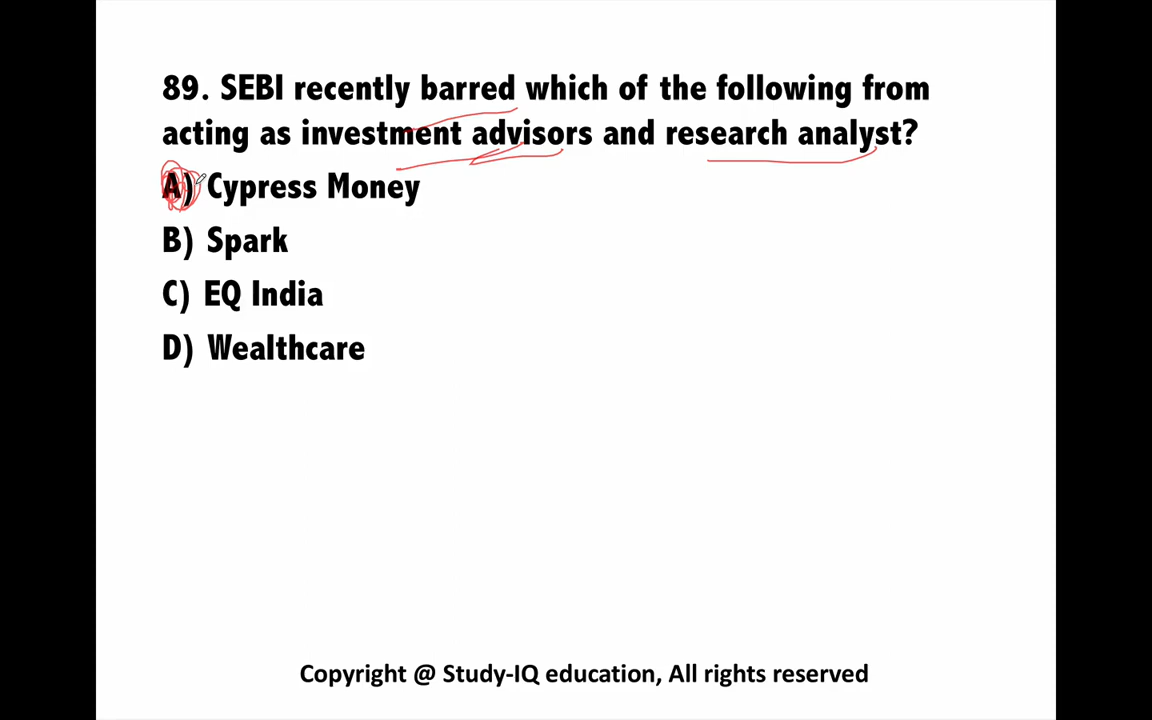 89. SEBI recently barred which of the following from
acting as investment advisors and research analyst?
A) Cypress Money
B) Spark
C) EQ India
D) Wealthcare
Copyright @ Study-IQ education, All rights reserved